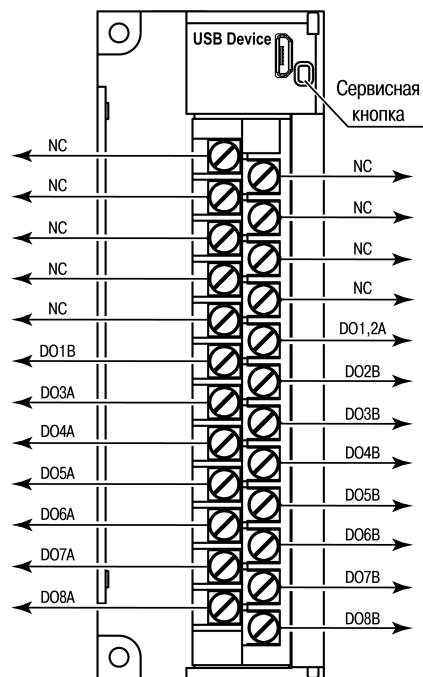 USB Device
Сервисная
кнопка
NC
NC
NC
NC
NC
NC
NC
NC
NC
DO1,2A
DO1B
DO2B
DO3A
DO3B
DO4A
DO4B
DO5A
DO5B
DO6A
DO6B
DO7A
DO7B
DO8A
DO8B